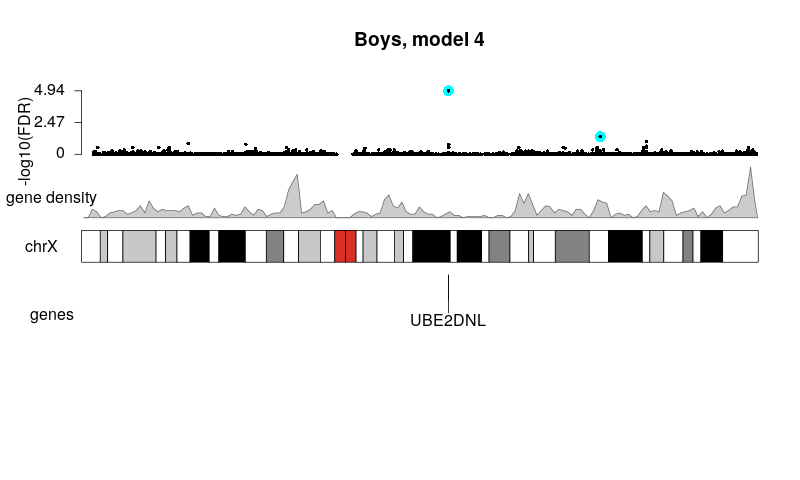 Boys, model 4
4.94
2.47
0
-log10(FDR)
gene density
chrX
genes
UBE2DNL